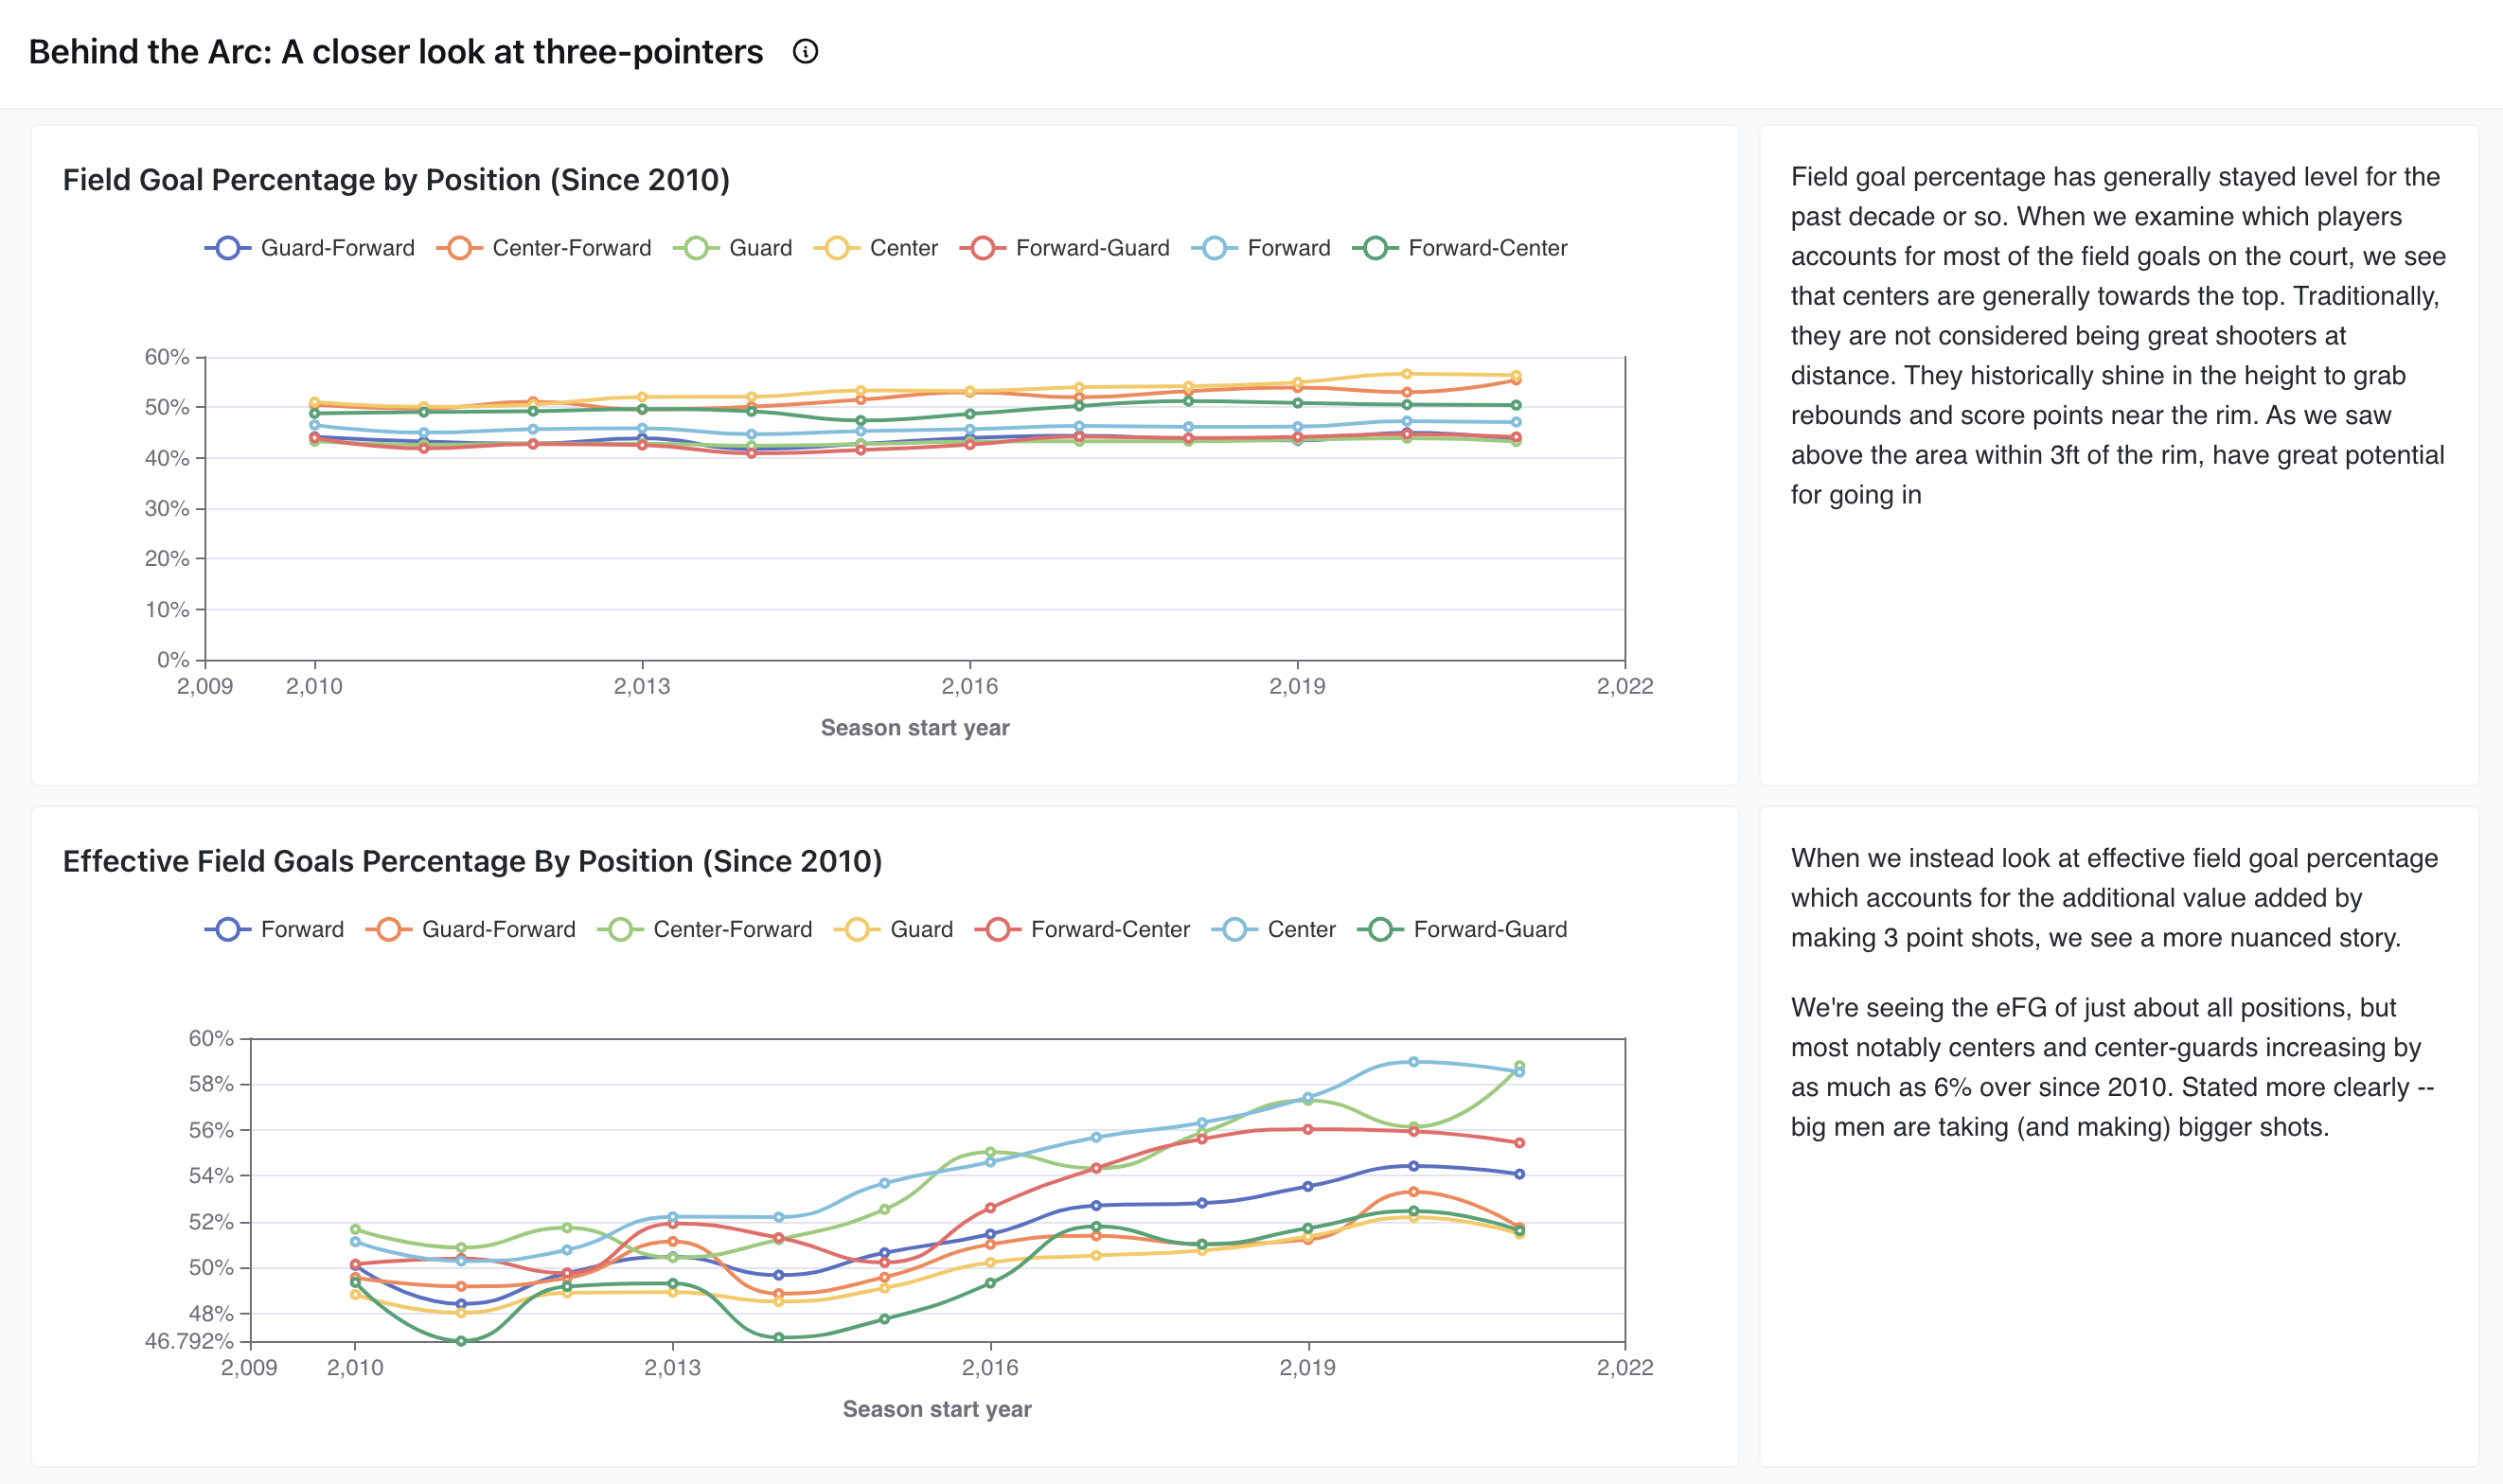 Behind the Arc: A closer look at three-pointers
Field Goal Percentage by Position (Since 2010)
Guard-Forward Center-Forward Guard Center Forward-Guard Forward Forward-Center
60%
50%
40%
30%
20%
10%
0%
2,009 2,010 2,013 2,016 2,019 2,022
Season start year
Field goal percentage has generally stayed level for the
past decade or so. When we examine which players
accounts for most of the field goals on the court, we see
that centers are generally towards the top. Traditionally,
they are not considered being great shooters at
distance. They historically shine in the height to grab
rebounds and score points near the rim. As we saw
above the area within 3ft of the rim, have great potential
for going in
Effective Field Goals Percentage By Position (Since 2010)
Forward Guard-Forward Center-Forward Guard Forward-Center Center Forward-Guard
60%
58%
56%
54%
52%
50%
48%
46.792%
2,009 2,010 2,013 2,016 2,019 2,022
Season start year
When we instead look at effective field goal percentage
which accounts for the additional value added by
making 3 point shots, we see a more nuanced story.
We're seeing the eFG of just about all positions, but
most notably centers and center-guards increasing by
as much as 6% over since 2010. Stated more clearly --
big men are taking (and making) bigger shots.